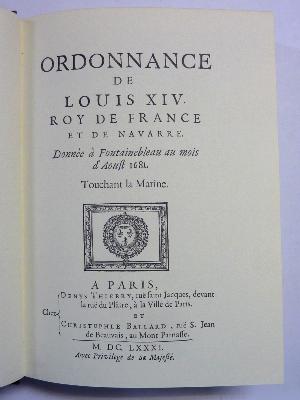 ORDONNANCE
DE
LOUIS XIV.
ROY DE FRANCE
ET DE NAVARRE.
Donnée à Fontainebleau au mois
d'Aoust 1681.
Touchant la Marine.
A PARIS,
Chez
DENYS THIERRY, ruë saint Jacques, devant
la ruë du Plâtre, à la Ville de Paris.
ET
CHRISTOPHLE BALLARD, ruë S. Jean
de Beauvais, au Mont Parnasse.
M. DC. LXXXI.
Avec Privilege de Sa Majesté.